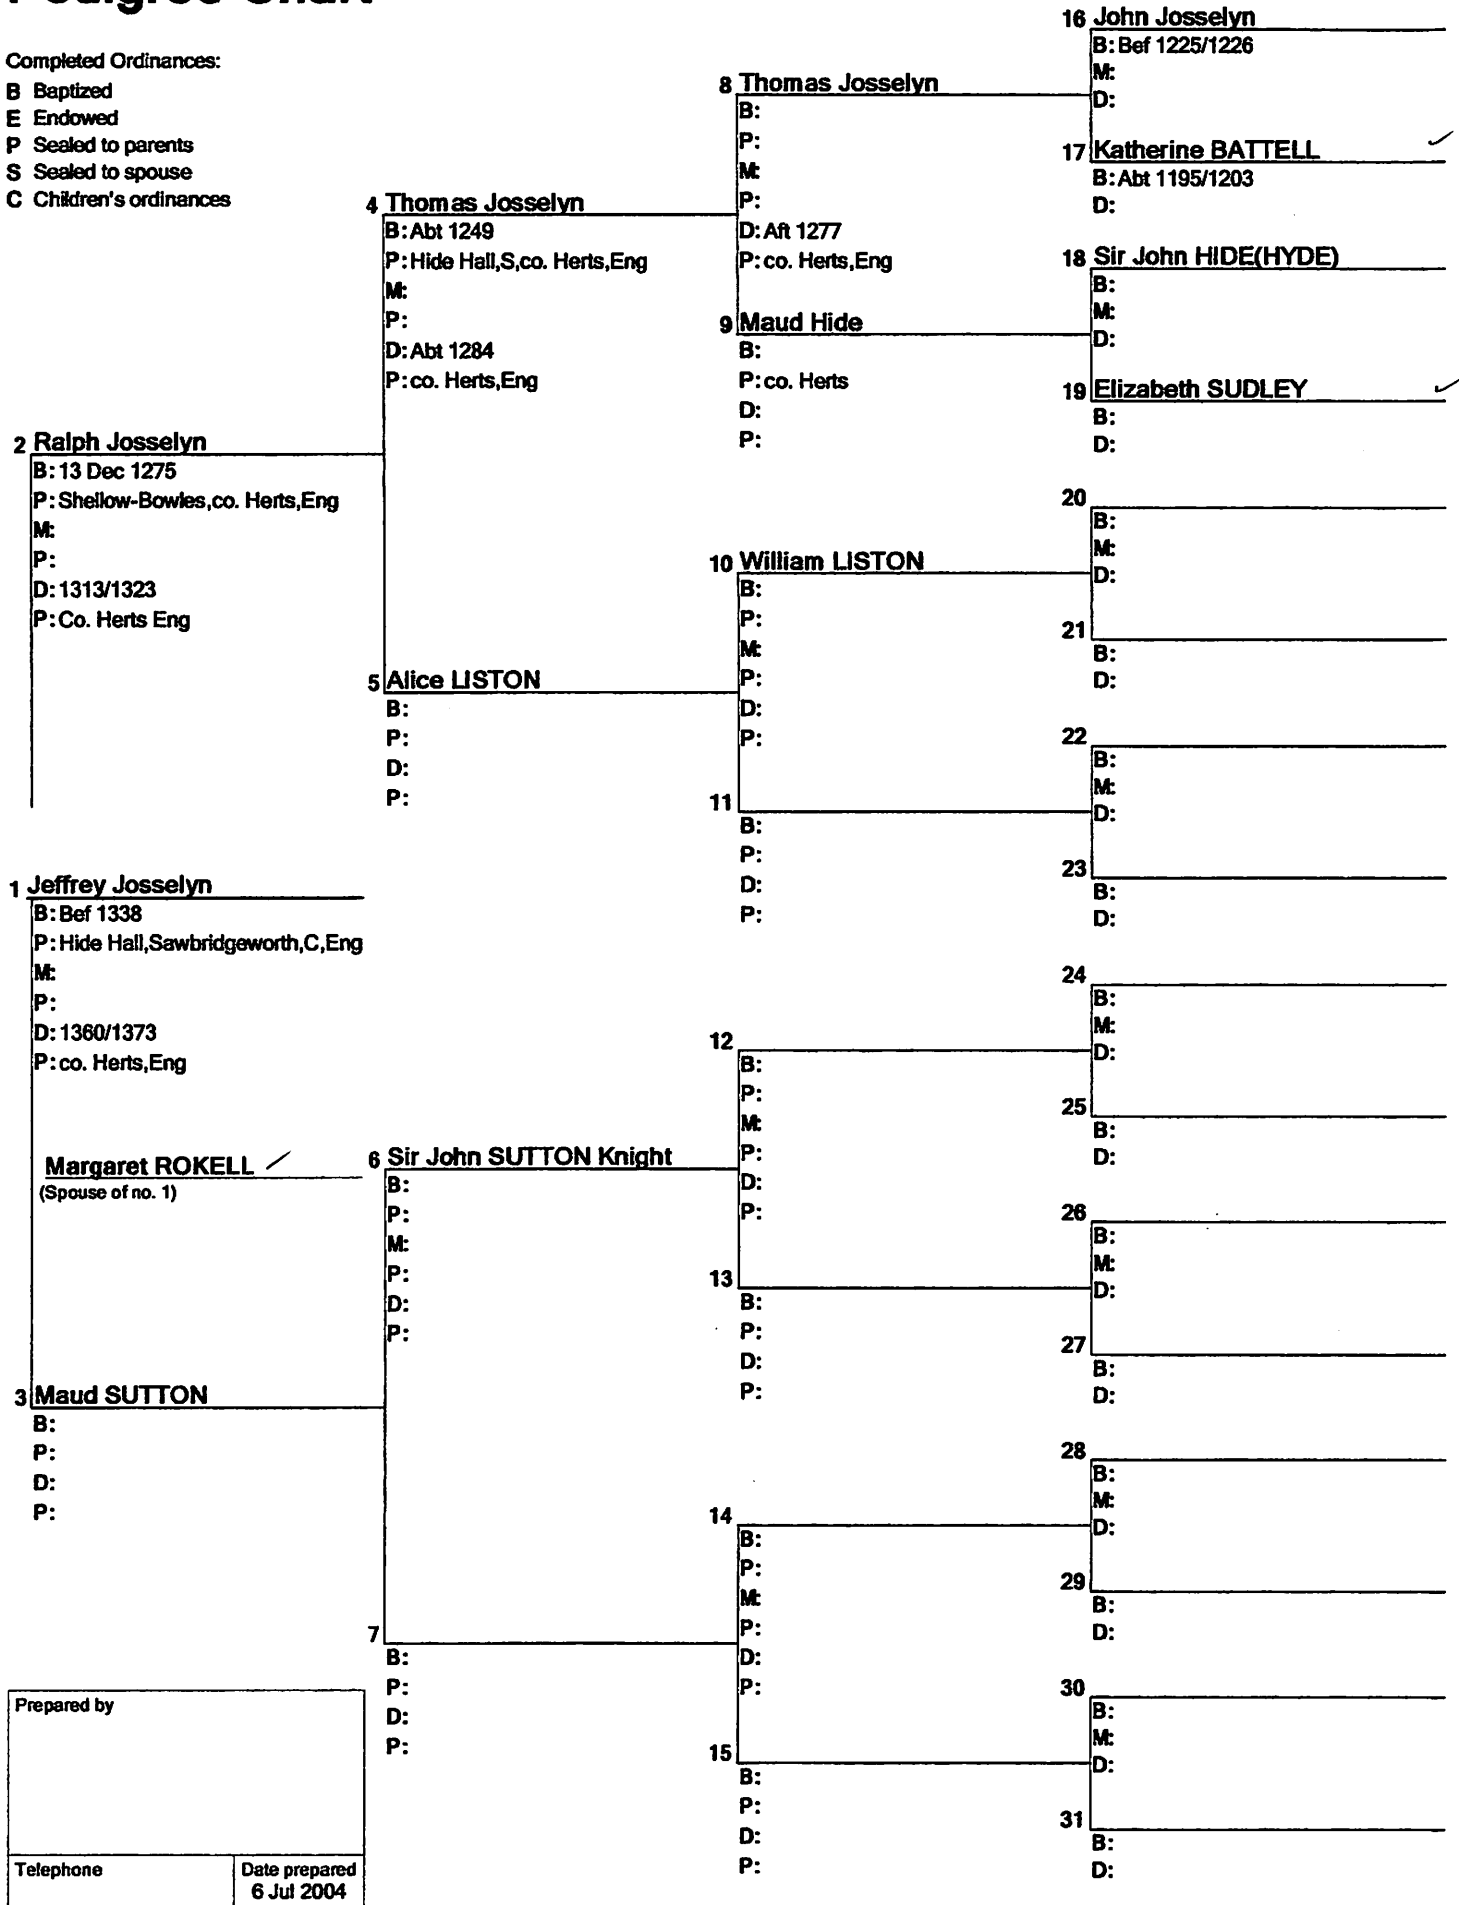 Completed Ordinances:
B Baptized
E Endowed
P Sealed to parents
S Sealed to spouse
C Children's ordinances
2 Ralph Josselyn
B: 13 Dec 1275
P: Shellow-Bowles,co. Herts,Eng
M:
P:
D: 1313/1323
P: Co. Herts Eng
1 Jeffrey Josselyn
B: Bef 1338
P: Hide Hall,Sawbridgeworth,C,Eng
M:
P:
D: 1360/1373
P: co. Herts,Eng
Margaret ROKELL
(Spouse of no. 1)
3 Maud SUTTON
B:
P:
D:
P:
Prepared by
Telephone
Date prepared
6 Jul 2004
4 Thomas Josselyn
B: Abt 1249
P: Hide Hall,S,co. Herts,Eng
M:
P:
D: Abt 1284
P: co. Herts,Eng
5 Alice LISTON
B:
P:
D:
P:
6 Sir John SUTTON Knight
B:
P:
M:
P:
D:
P:
7
B:
P:
D:
P:
8 Thomas Josselyn
B:
P:
M:
P:
D: Aft 1277
P: co. Herts,Eng
9 Maud Hide
B:
P: co. Herts
D:
P:
10 William LISTON
B:
P:
M:
P:
D:
P:
11
B:
P:
D:
P:
12
B:
P:
M:
P:
D:
P:
13
B:
P:
D:
P:
14
B:
P:
M:
P:
D:
P:
15
B:
P:
D:
P:
16 John Josselyn
B: Bef 1225/1226
M:
D:
17 Katherine BATTELL
B: Abt 1195/1203
D:
18 Sir John HIDE(HYDE)
B:
M:
D:
19 Elizabeth SUDLEY
B:
D:
20
B:
M:
D:
21
B:
D:
22
B:
M:
D:
23
B:
D:
24
B:
M:
D:
25
B:
D:
26
B:
M:
D:
27
B:
D:
28
B:
M:
D:
29
B:
D:
30
B:
M:
D:
31
B:
D: